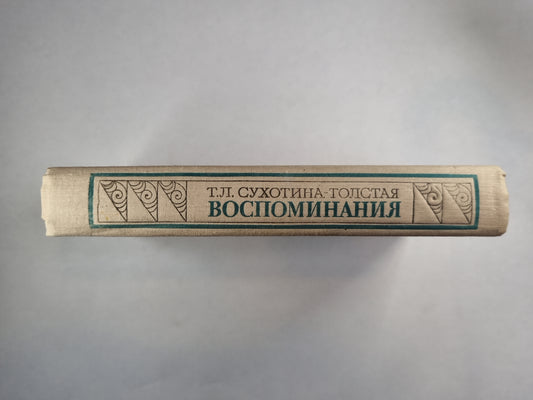 Т.Л. СУХОТИНА-ТОЛСТАЯ
ВОСПОМИНАНИЯ